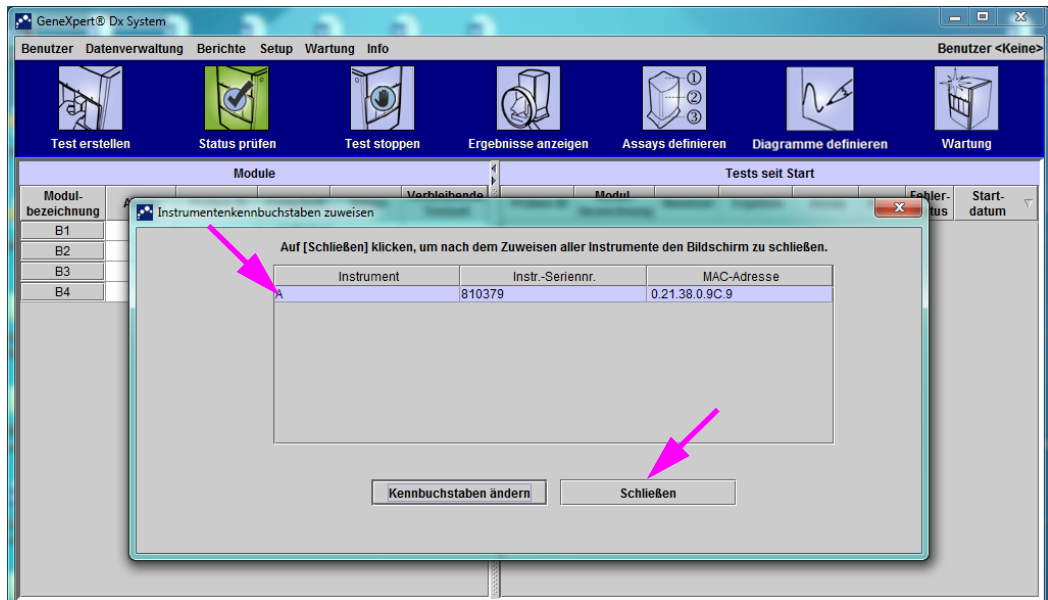 GeneXpert® Dx System
Benutzer Datenverwaltung Berichte Setup Wartung Info Benutzer <Keine>
Test erstellen Status prüfen Test stoppen Ergebnisse anzeigen Assays definieren Diagramme definieren Wartung
Module Tests seit Start
Modul-
bezeichnung
Verbleibende
Modul-
Fehler-
tus
Start-
datum
B1
B2
B3
B4
Instrumentenkennbuchstaben zuweisen
Auf [Schließen] klicken, um nach dem Zuweisen aller Instrumente den Bildschirm zu schließen.
Instrument Instr.-Seriennr. MAC-Adresse
A 810379 0.21.38.0.9C.9
Kennbuchstaben ändern Schließen